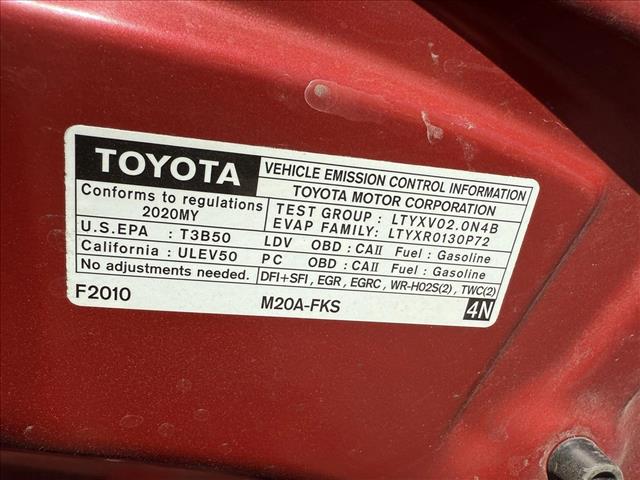 TOYOTA
VEHICLE EMISSION CONTROL INFORMATION
TOYOTA MOTOR CORPORATION
Conforms to regulations
2020MY
TEST GROUP : LTYXV02.0N4B
EVAP FAMILY: LTYXR0130P72
U.S.EPA : T3B50 LDV OBD : CAII Fuel : Gasoline
California : ULEV50 PC OBD : CAII Fuel : Gasoline
No adjustments needed. DFI+SFI, EGR, EGRC, WR-HO2S(2), TWC(2)
F2010 M20A-FKS 4N